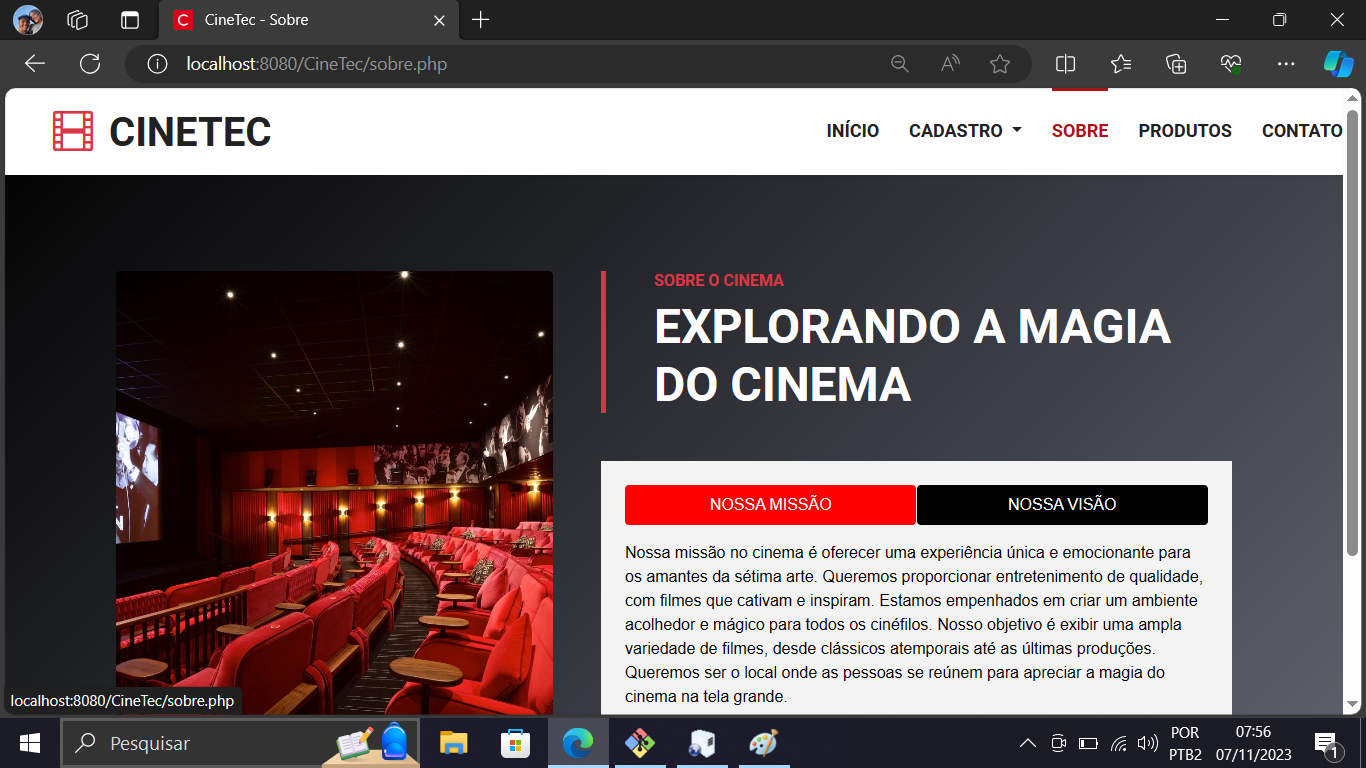 CineTec - Sobre
localhost:8080/CineTec/sobre.php
CINETEC
INÍCIO CADASTRO SOBRE PRODUTOS CONTATO
SOBRE O CINEMA
EXPLORANDO A MAGIA
DO CINEMA
NOSSA MISSÃO NOSSA VISÃO
Nossa missão no cinema é oferecer uma experiência única e emocionante para
os amantes da sétima arte. Queremos proporcionar entretenimento de qualidade,
com filmes que cativam e inspiram. Estamos empenhados em criar um ambiente
acolhedor e mágico para todos os cinéfilos. Nosso objetivo é exibir uma ampla
variedade de filmes, desde clássicos atemporais até as últimas produções.
Queremos ser o local onde as pessoas se reúnem para apreciar a magia do
cinema na tela grande.
localhost:8080/CineTec/sobre.php
Pesquisar
POR
PTB2
07:56
07/11/2023
1